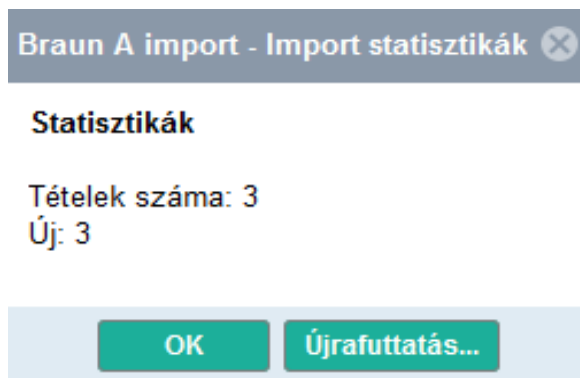 Braun A import - Import statisztikák
Statisztikák
Tételek száma: 3
Új: 3
OK
Újrafuttatás...